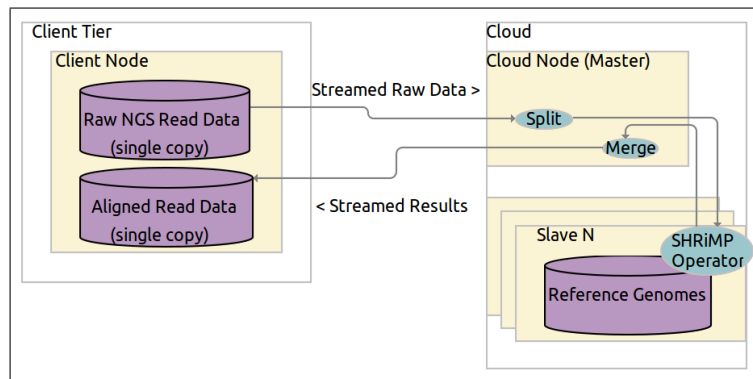 Client Tier
Client Node
Raw NGS Read Data
(single copy)
Aligned Read Data
(single copy)
Streamed Raw Data >
< Streamed Results
Cloud
Cloud Node (Master)
Split
Merge
Slave N
SHRiMP
Operator
Reference Genomes